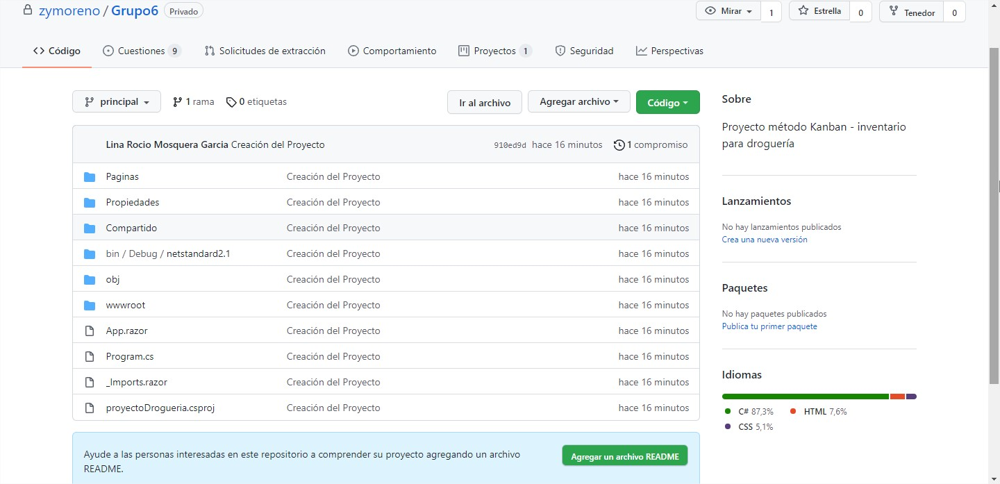 zymoreno / Grupo6 Privado
Mirar 1 Estrella 0 Tenedor 0
Código Cuestiones 9 Solicitudes de extracción Comportamiento Proyectos 1 Seguridad Perspectivas
principal 1 rama 0 etiquetas Ir al archivo Agregar archivo Código
Lina Rocio Mosquera Garcia Creación del Proyecto 910ed9d hace 16 minutos 1 compromiso
Paginas Creación del Proyecto hace 16 minutos
Propiedades Creación del Proyecto hace 16 minutos
Compartido Creación del Proyecto hace 16 minutos
bin / Debug / netstandard2.1 Creación del Proyecto hace 16 minutos
obj Creación del Proyecto hace 16 minutos
wwwroot Creación del Proyecto hace 16 minutos
App.razor Creación del Proyecto hace 16 minutos
Program.cs Creación del Proyecto hace 16 minutos
_Imports.razor Creación del Proyecto hace 16 minutos
proyectoDrogueria.csproj Creación del Proyecto hace 16 minutos
Ayude a las personas interesadas en este repositorio a comprender su proyecto agregando un archivo
README.
Agregar un archivo README
Sobre
Proyecto método Kanban - inventario
para droguería
Lanzamientos
No hay lanzamientos publicados
Crea una nueva versión
Paquetes
No hay paquetes publicados
Publica tu primer paquete
Idiomas
C# 87,3% HTML 7,6%
CSS 5,1%